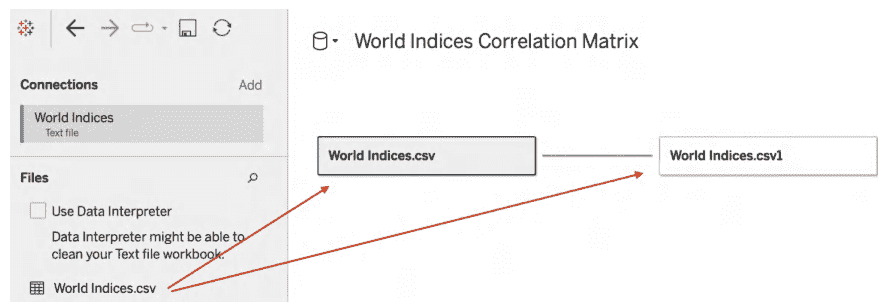 World Indices Correlation Matrix
Connections
Add
World Indices
Text file
World Indices.csv
World Indices.csv1
Files
Use Data Interpreter
Data Interpreter might be able to
clean your Text file workbook.
World Indices.csv